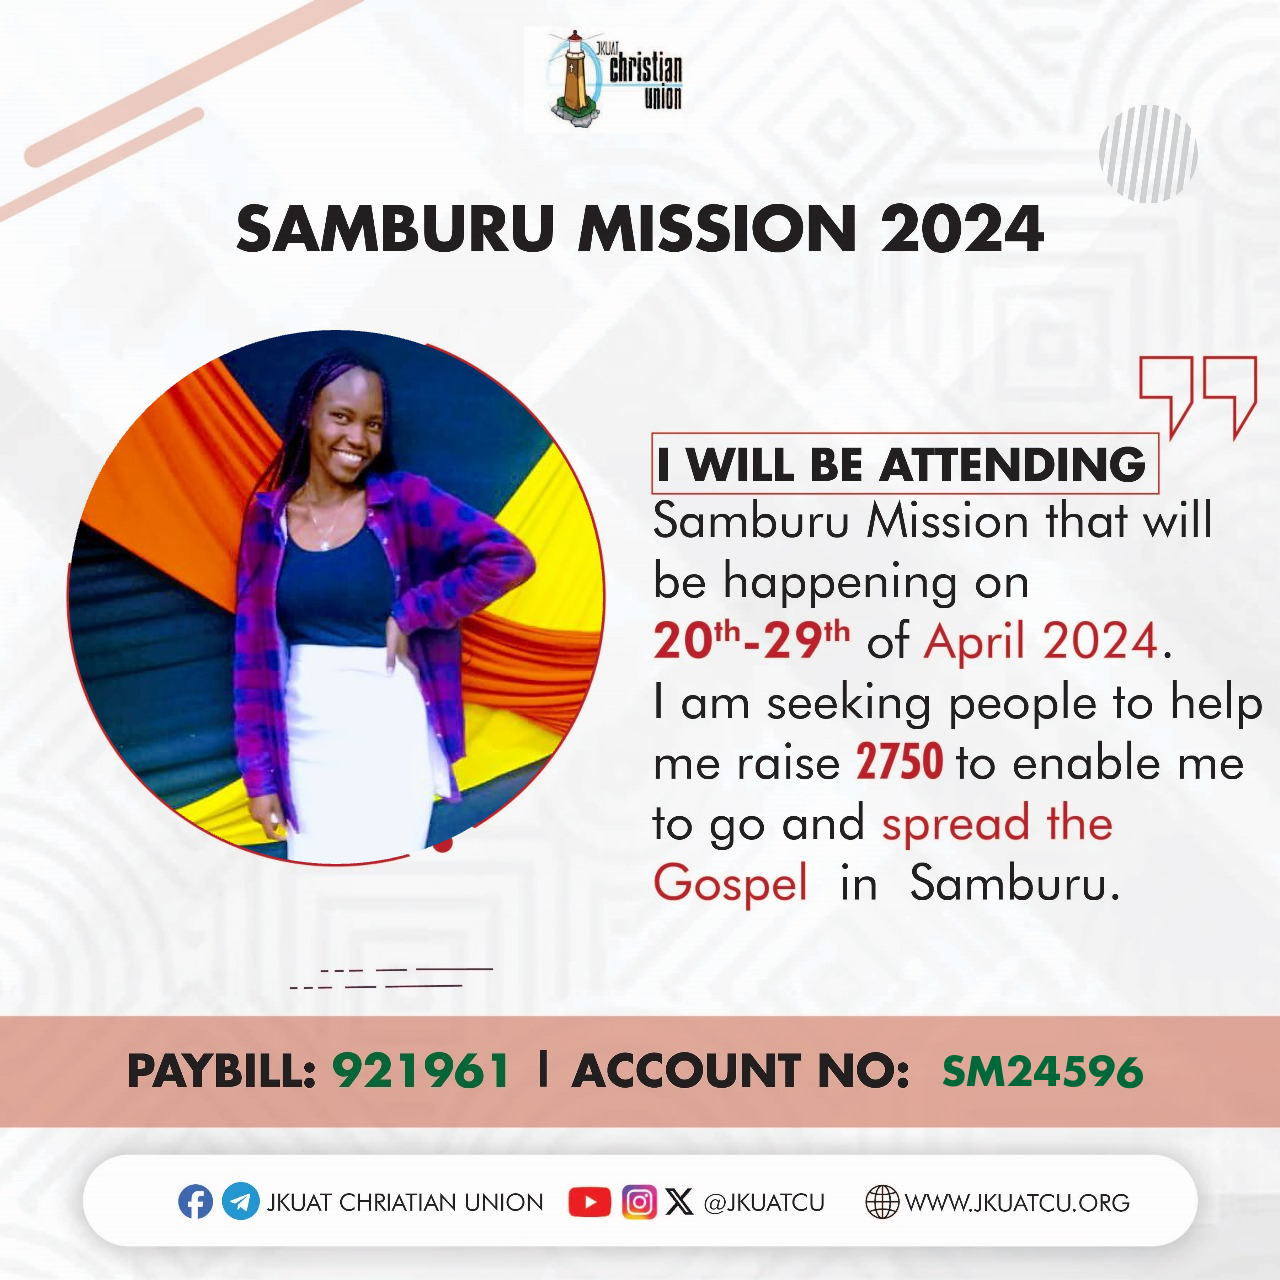 JKUAT
christian
union
SAMBURU MISSION 2024
I WILL BE ATTENDING
Samburu Mission that will
be happening on
20th-29th of April 2024.
I am seeking people to help
me raise 2750 to enable me
to go and spread the
Gospel in Samburu.
PAYBILL: 921961 | ACCOUNT NO: SM24596
JKUAT CHRIATIAN UNION @JKUATCU WWW.JKUATCU.ORG